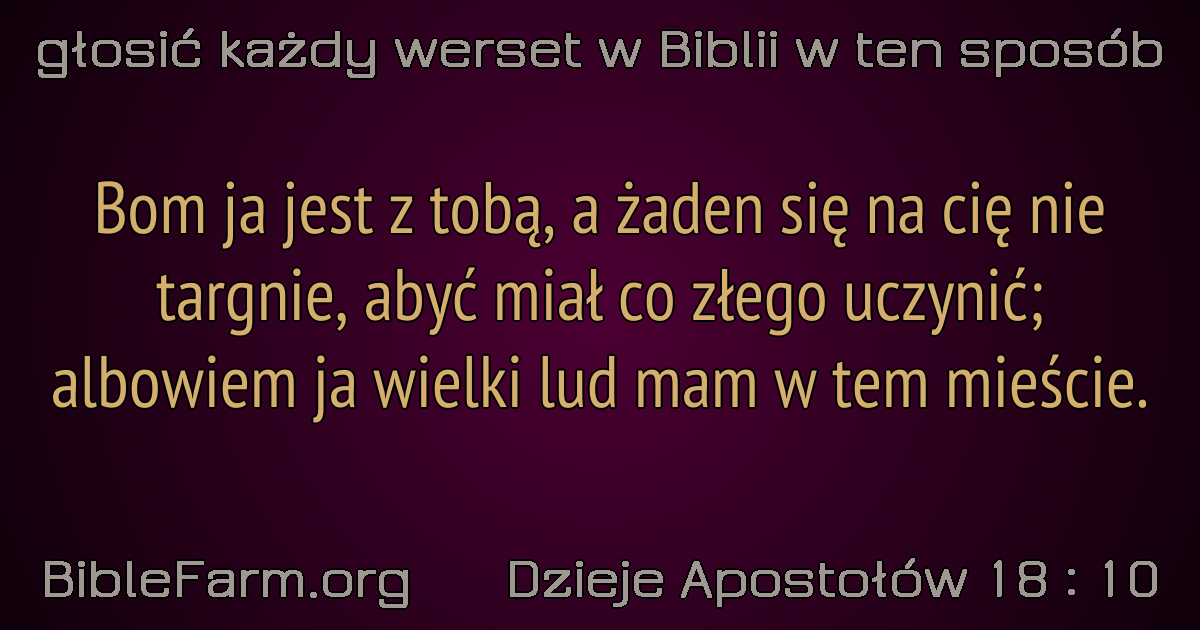 głosić każdy werset w Biblii w ten sposób
Bom ja jest z tobą, a żaden się na cię nie
targnie, abyć miał co złego uczynić;
albowiem ja wielki lud mam w tem mieście.
BibleFarm.org Dzieje Apostołów 18 : 10